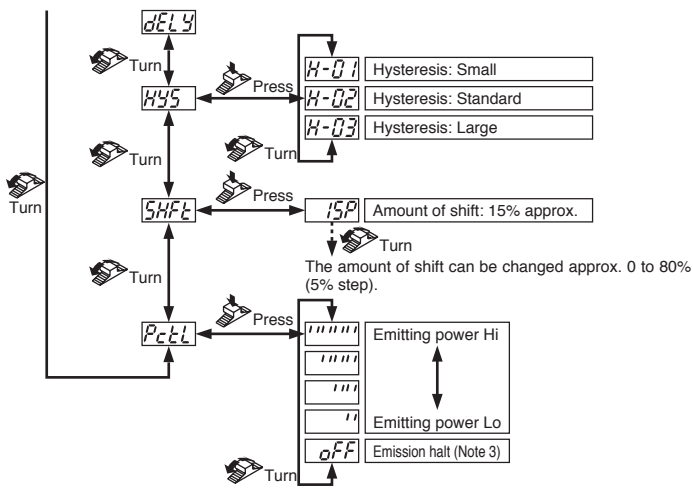 dELY
Turn
Press
HYS
H-01 Hysteresis: Small
H-02 Hysteresis: Standard
H-03 Hysteresis: Large
Turn
Turn
Turn
Press
SHFt
15P Amount of shift: 15% approx.
Turn
The amount of shift can be changed approx. 0 to 80%
(5% step).
Turn
Press
PctL
Emitting power Hi
Emitting power Lo
oFF Emission halt (Note 3)
Turn